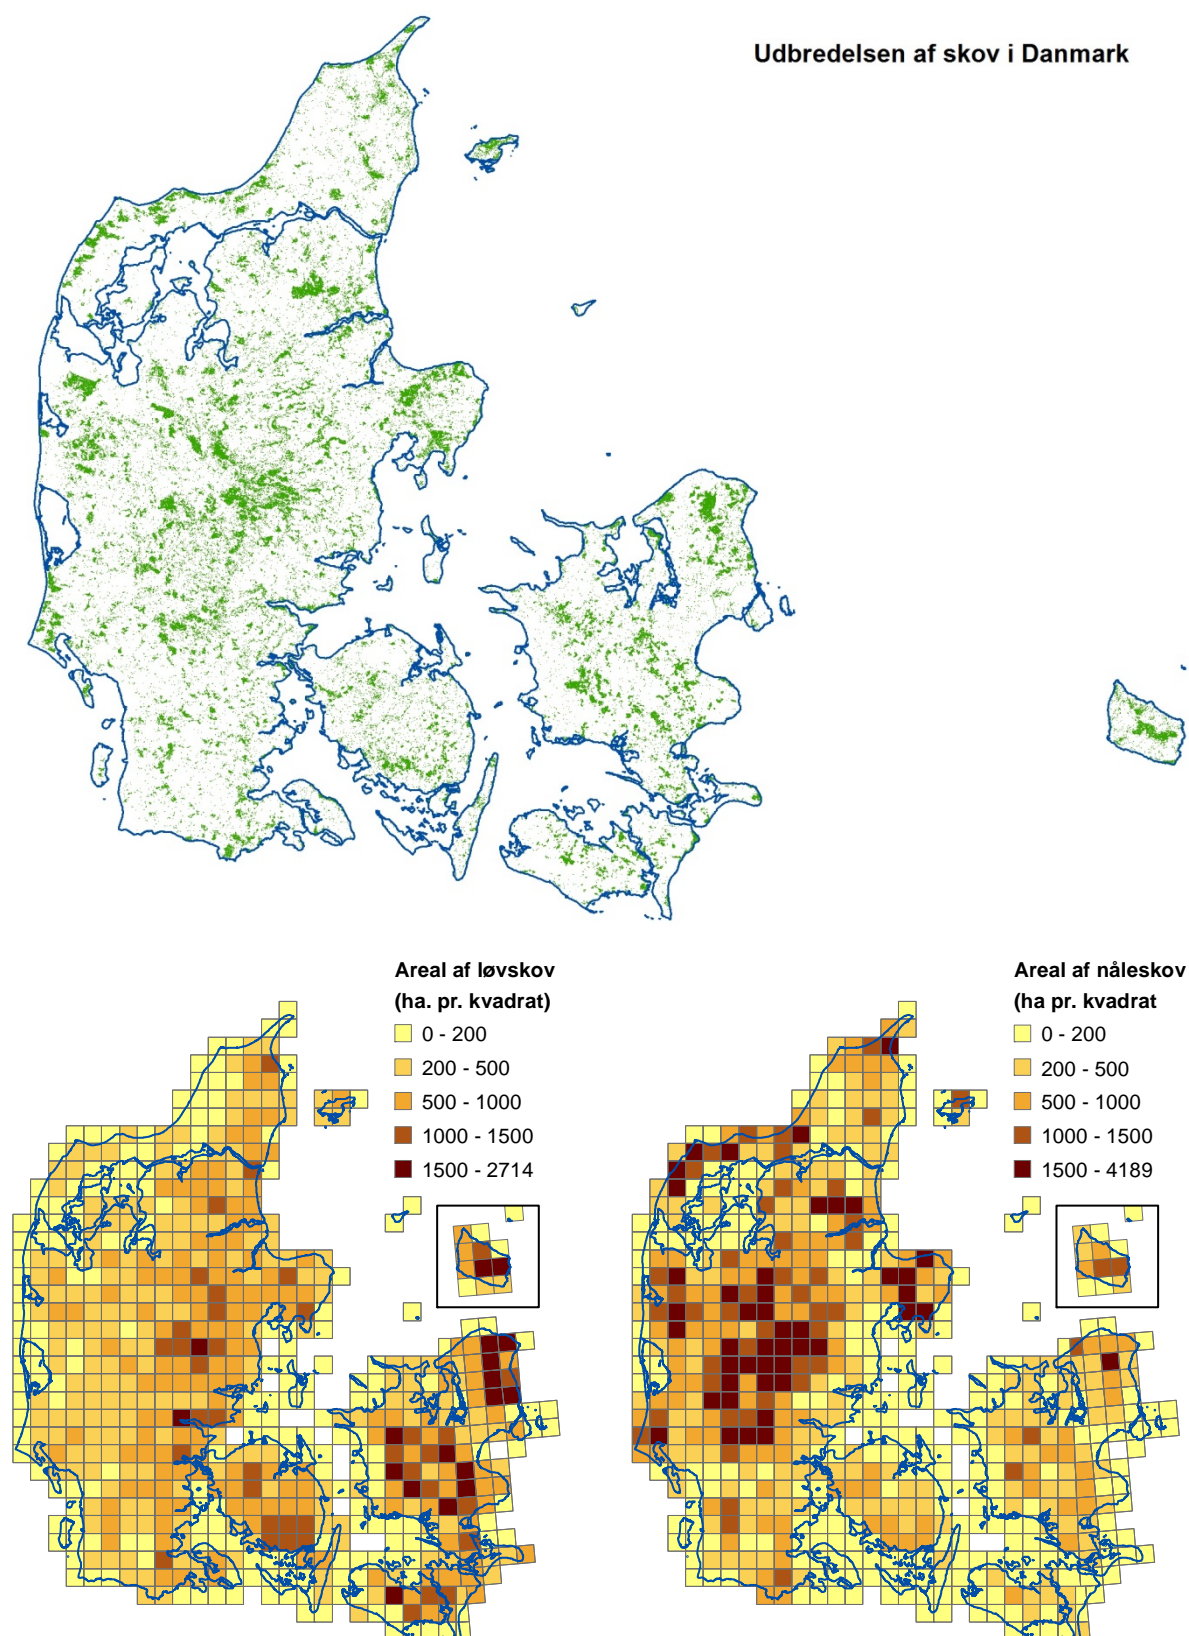 Udbredelsen af skov i Danmark
Areal af løvskov
(ha. pr. kvadrat)
0 - 200
200 - 500
500 - 1000
1000 - 1500
1500 - 2714
Areal af nåleskov
(ha pr. kvadrat
0 - 200
200 - 500
500 - 1000
1000 - 1500
1500 - 4189